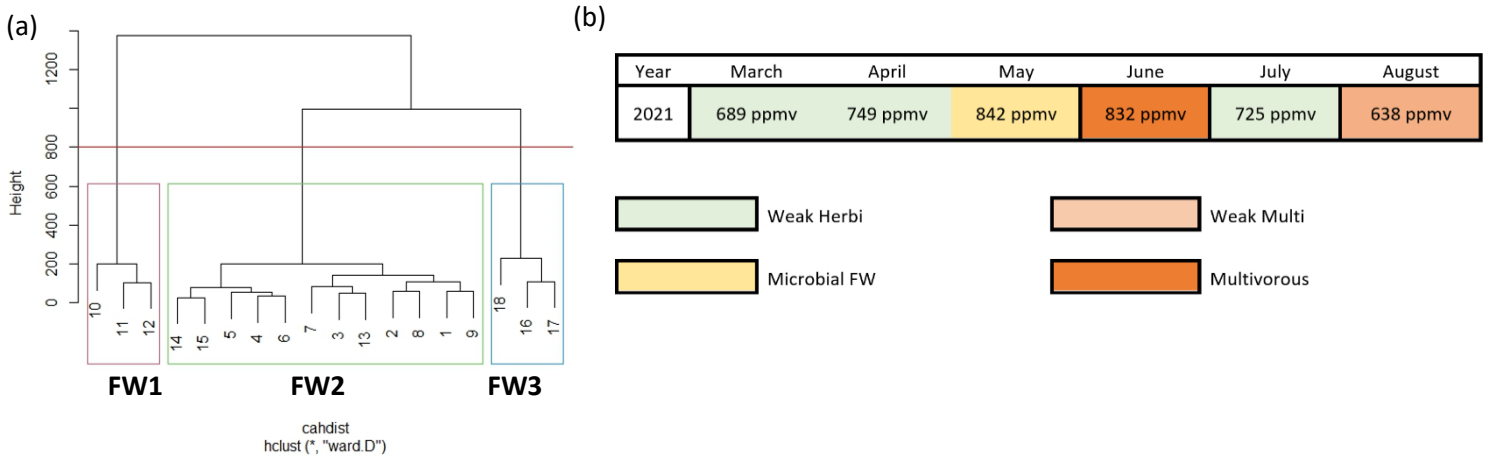 (a)
1200
800
600
400
200
0
Height
10
11
12
14
15
5
4
6
7
3
13
2
8
1
9
18
16
17
FW1 FW2 FW3
cahdist
hclust (*, "ward.D")
(b)
Year March April May June July August
2021 689 ppmv 749 ppmv 842 ppmv 832 ppmv 725 ppmv 638 ppmv
Weak Herbi Weak Multi
Microbial FW Multivorous